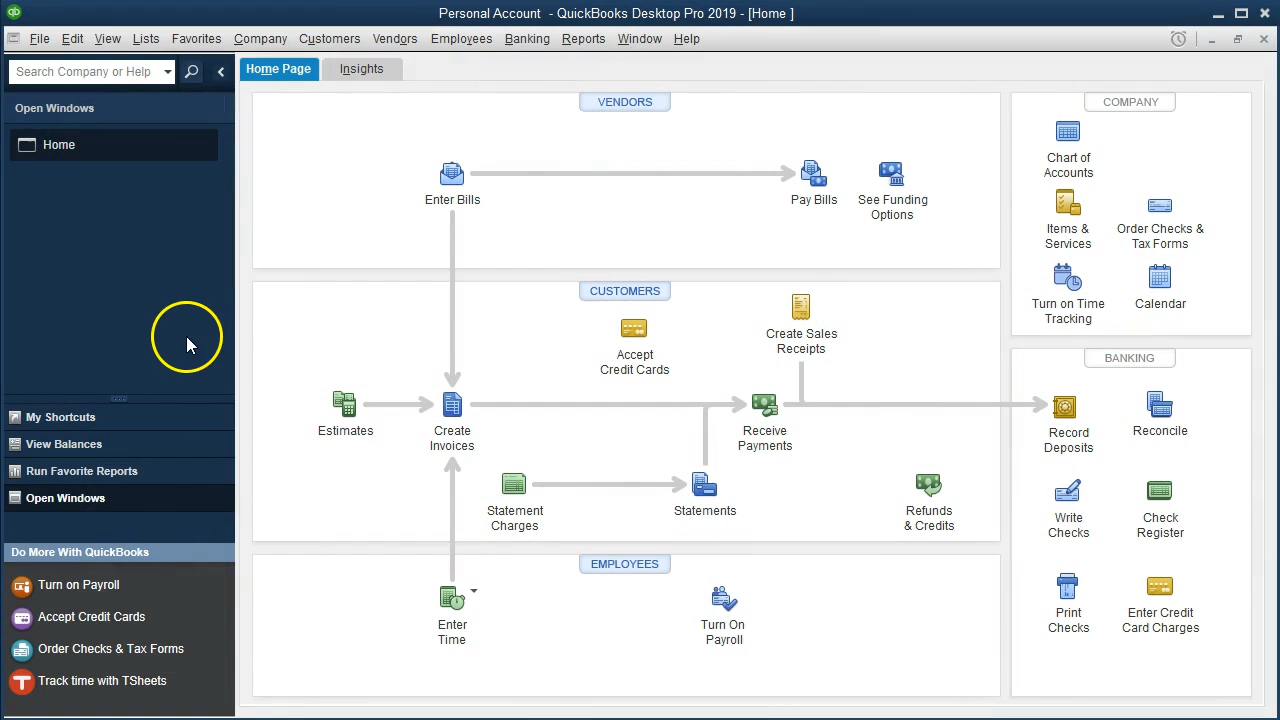 Personal Account - QuickBooks Desktop Pro 2019 - [Home ]
File Edit View Lists Favorites Company Customers Vendors Employees Banking Reports Window Help
Search Company or Help
Home Page Insights
Open Windows
Home
My Shortcuts
View Balances
Run Favorite Reports
Open Windows
Do More With QuickBooks
Turn on Payroll
Accept Credit Cards
Order Checks & Tax Forms
Track time with TSheets
VENDORS
Enter Bills
Pay Bills
See Funding
Options
CUSTOMERS
Accept
Credit Cards
Create Sales
Receipts
Estimates
Create
Invoices
Receive
Payments
Statement
Charges
Statements
Refunds
& Credits
EMPLOYEES
Enter
Time
Turn On
Payroll
COMPANY
Chart of
Accounts
Items &
Services
Order Checks &
Tax Forms
Turn on Time
Tracking
Calendar
BANKING
Record
Deposits
Reconcile
Write
Checks
Check
Register
Print
Checks
Enter Credit
Card Charges